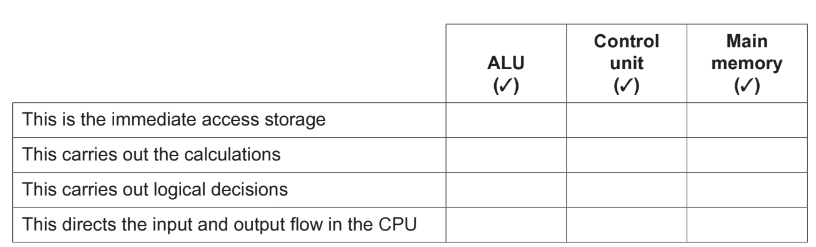 ALU
(✓)
Control
unit
(✓)
Main
memory
(✓)
This is the immediate access storage
This carries out the calculations
This carries out logical decisions
This directs the input and output flow in the CPU